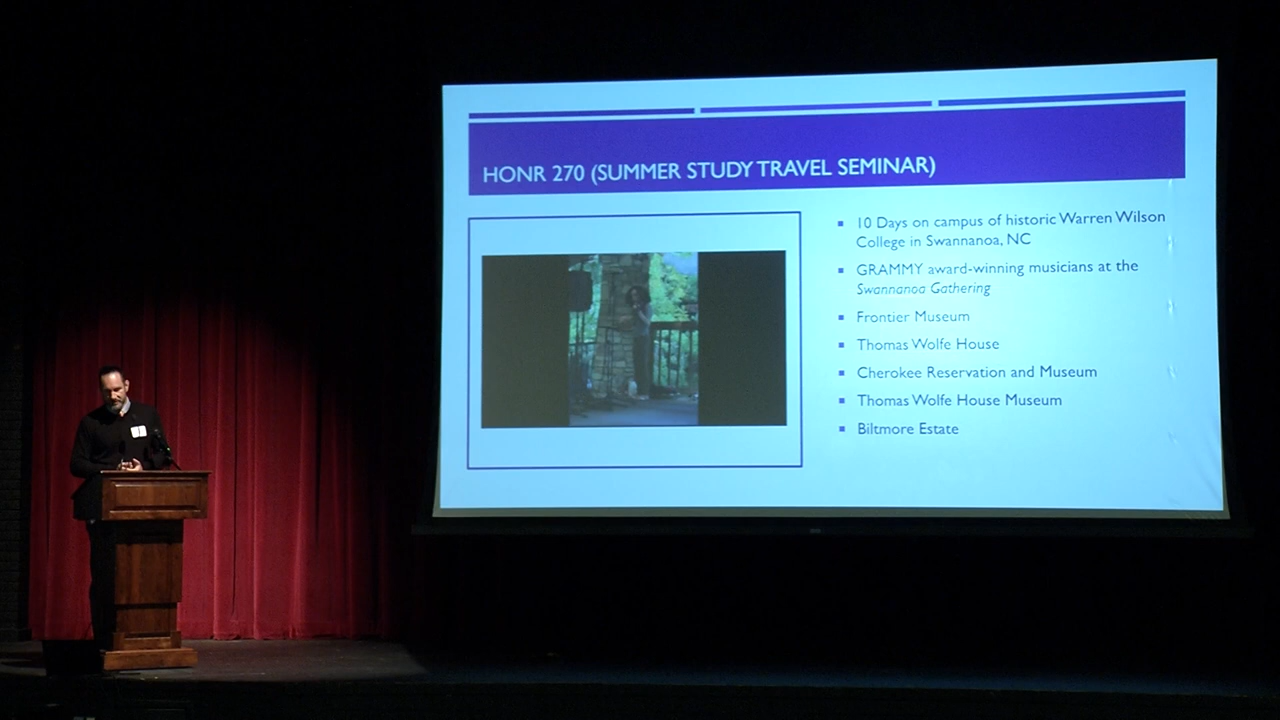 HONR 270 (SUMMER STUDY TRAVEL SEMINAR)
10 Days on campus of historic Warren Wilson
College in Swannanoa, NC
GRAMMY award-winning musicians at the
Swannanoa Gathering
Frontier Museum
Thomas Wolfe House
Cherokee Reservation and Museum
Thomas Wolfe House Museum
Biltmore Estate